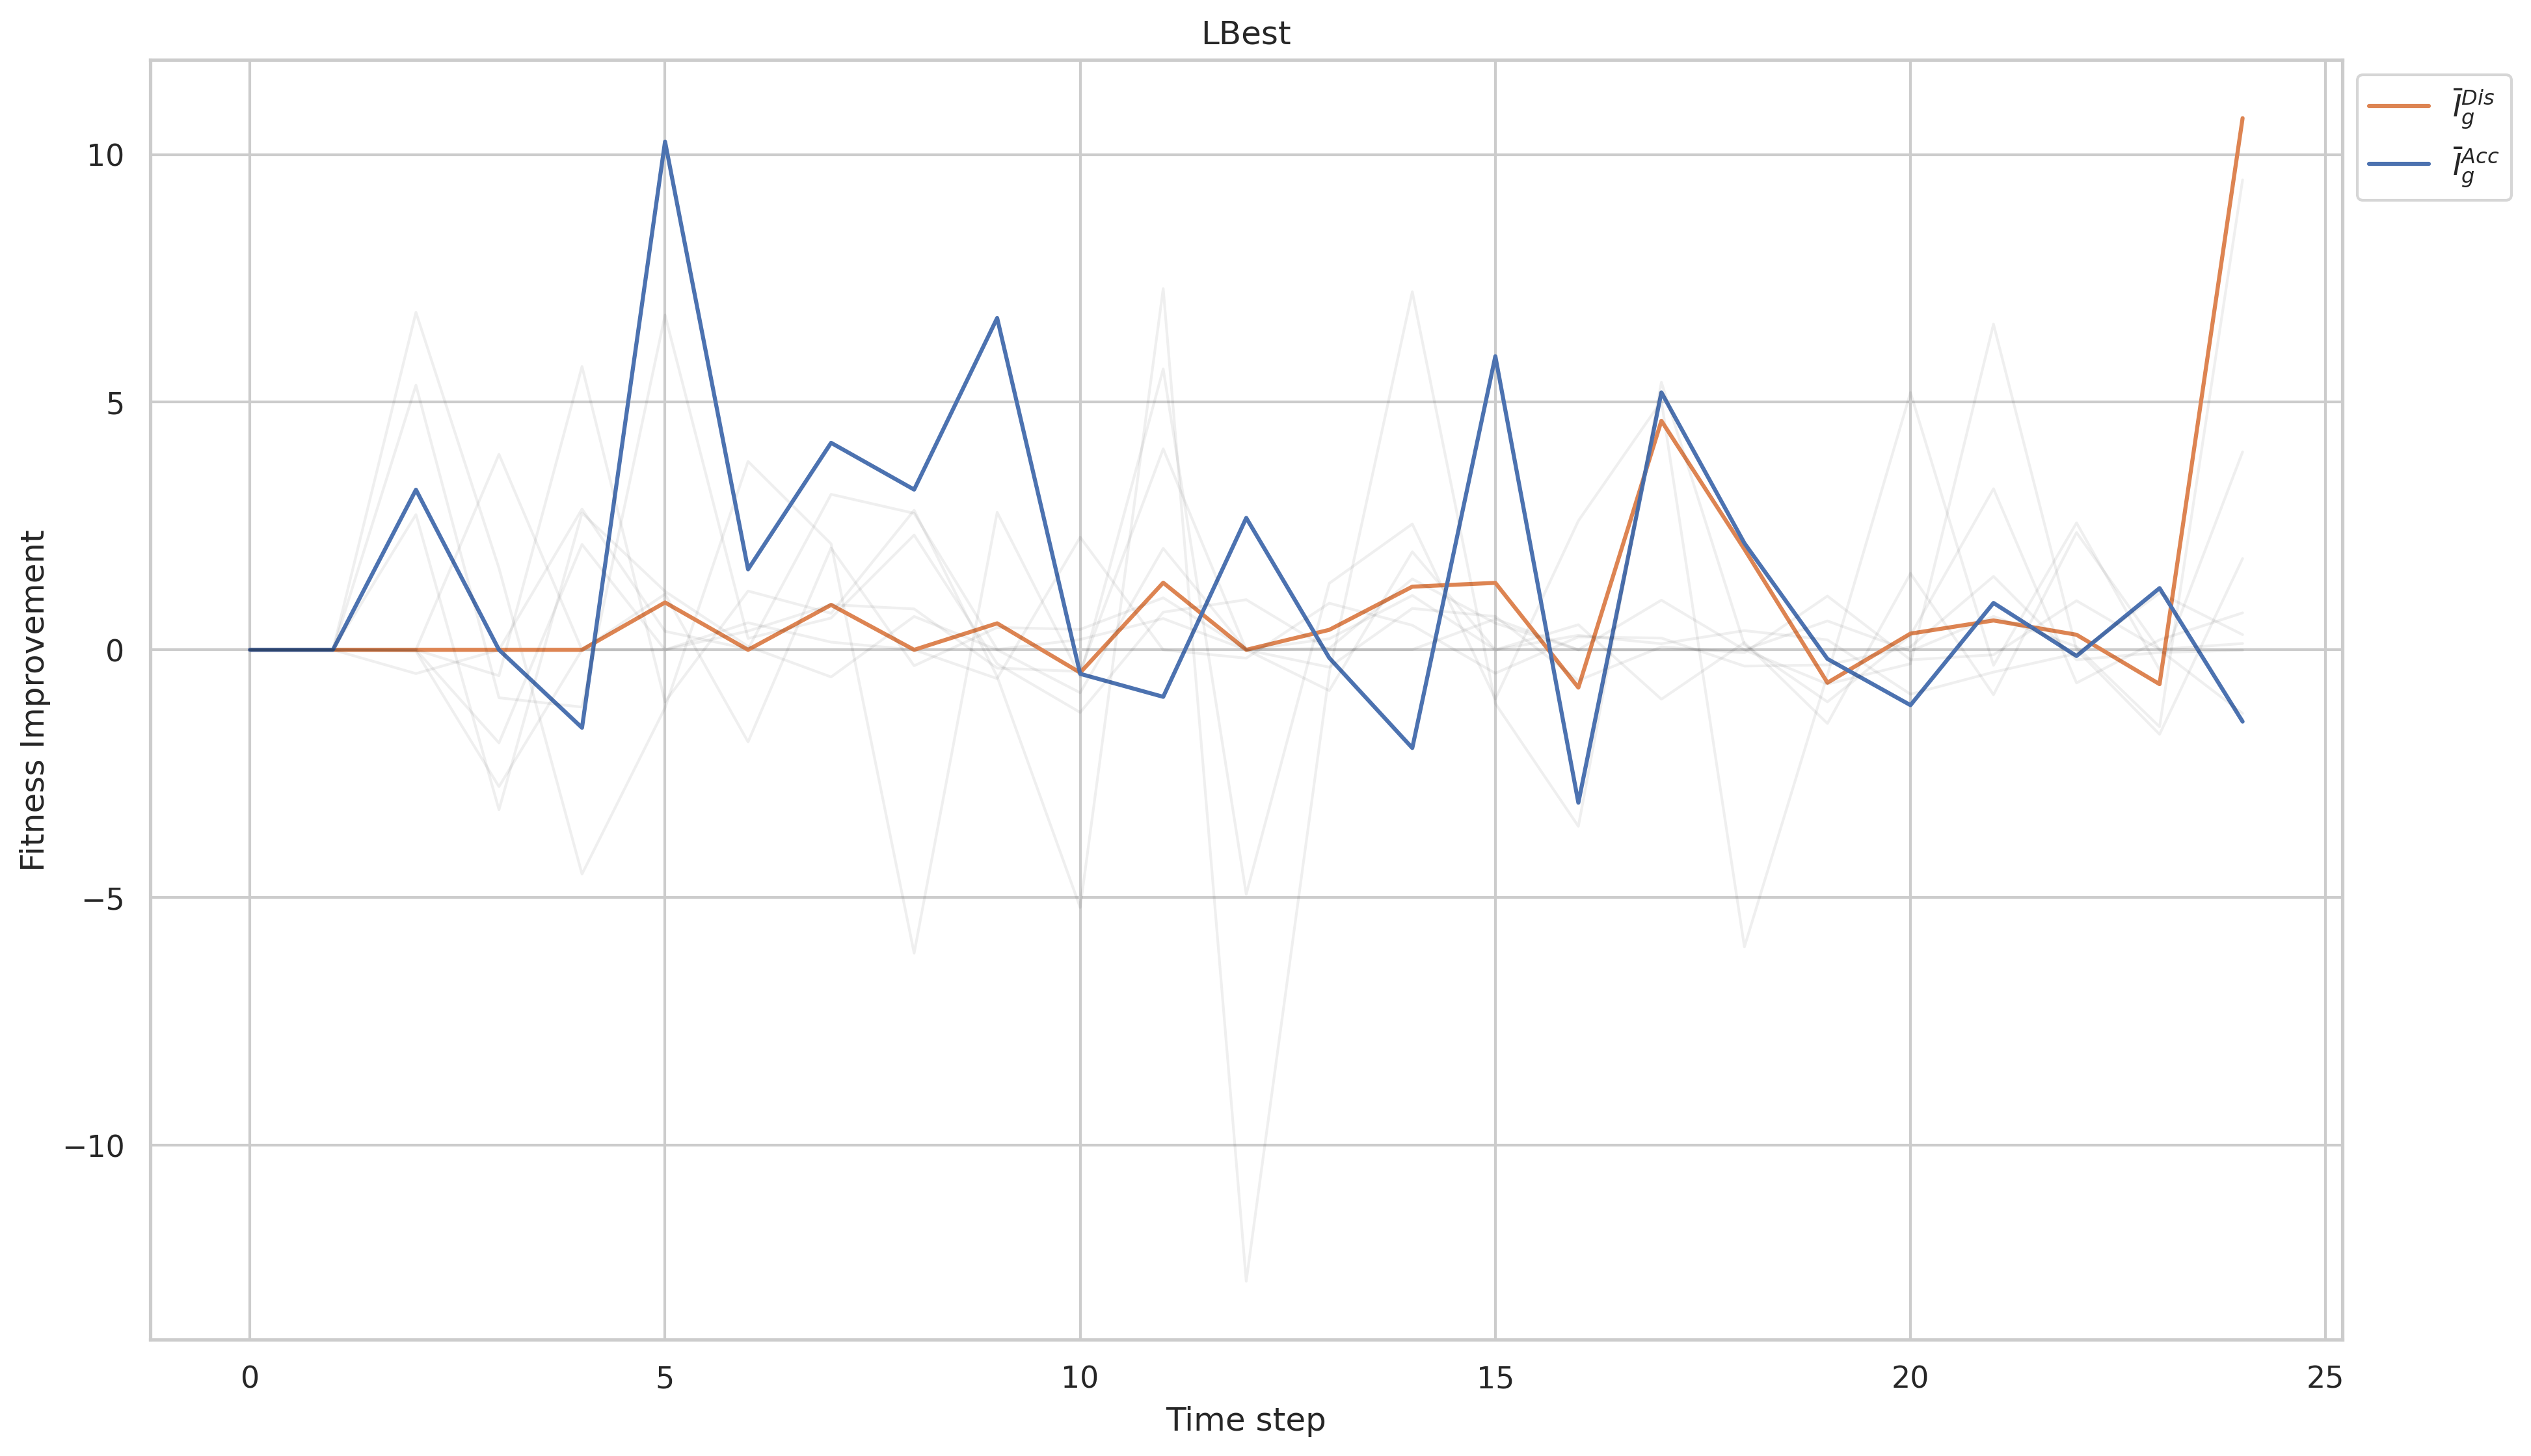 LBest
Ī_g^Dis
Ī_g^Acc
10
5
0
−5
−10
Fitness Improvement
0 5 10 15 20 25
Time step